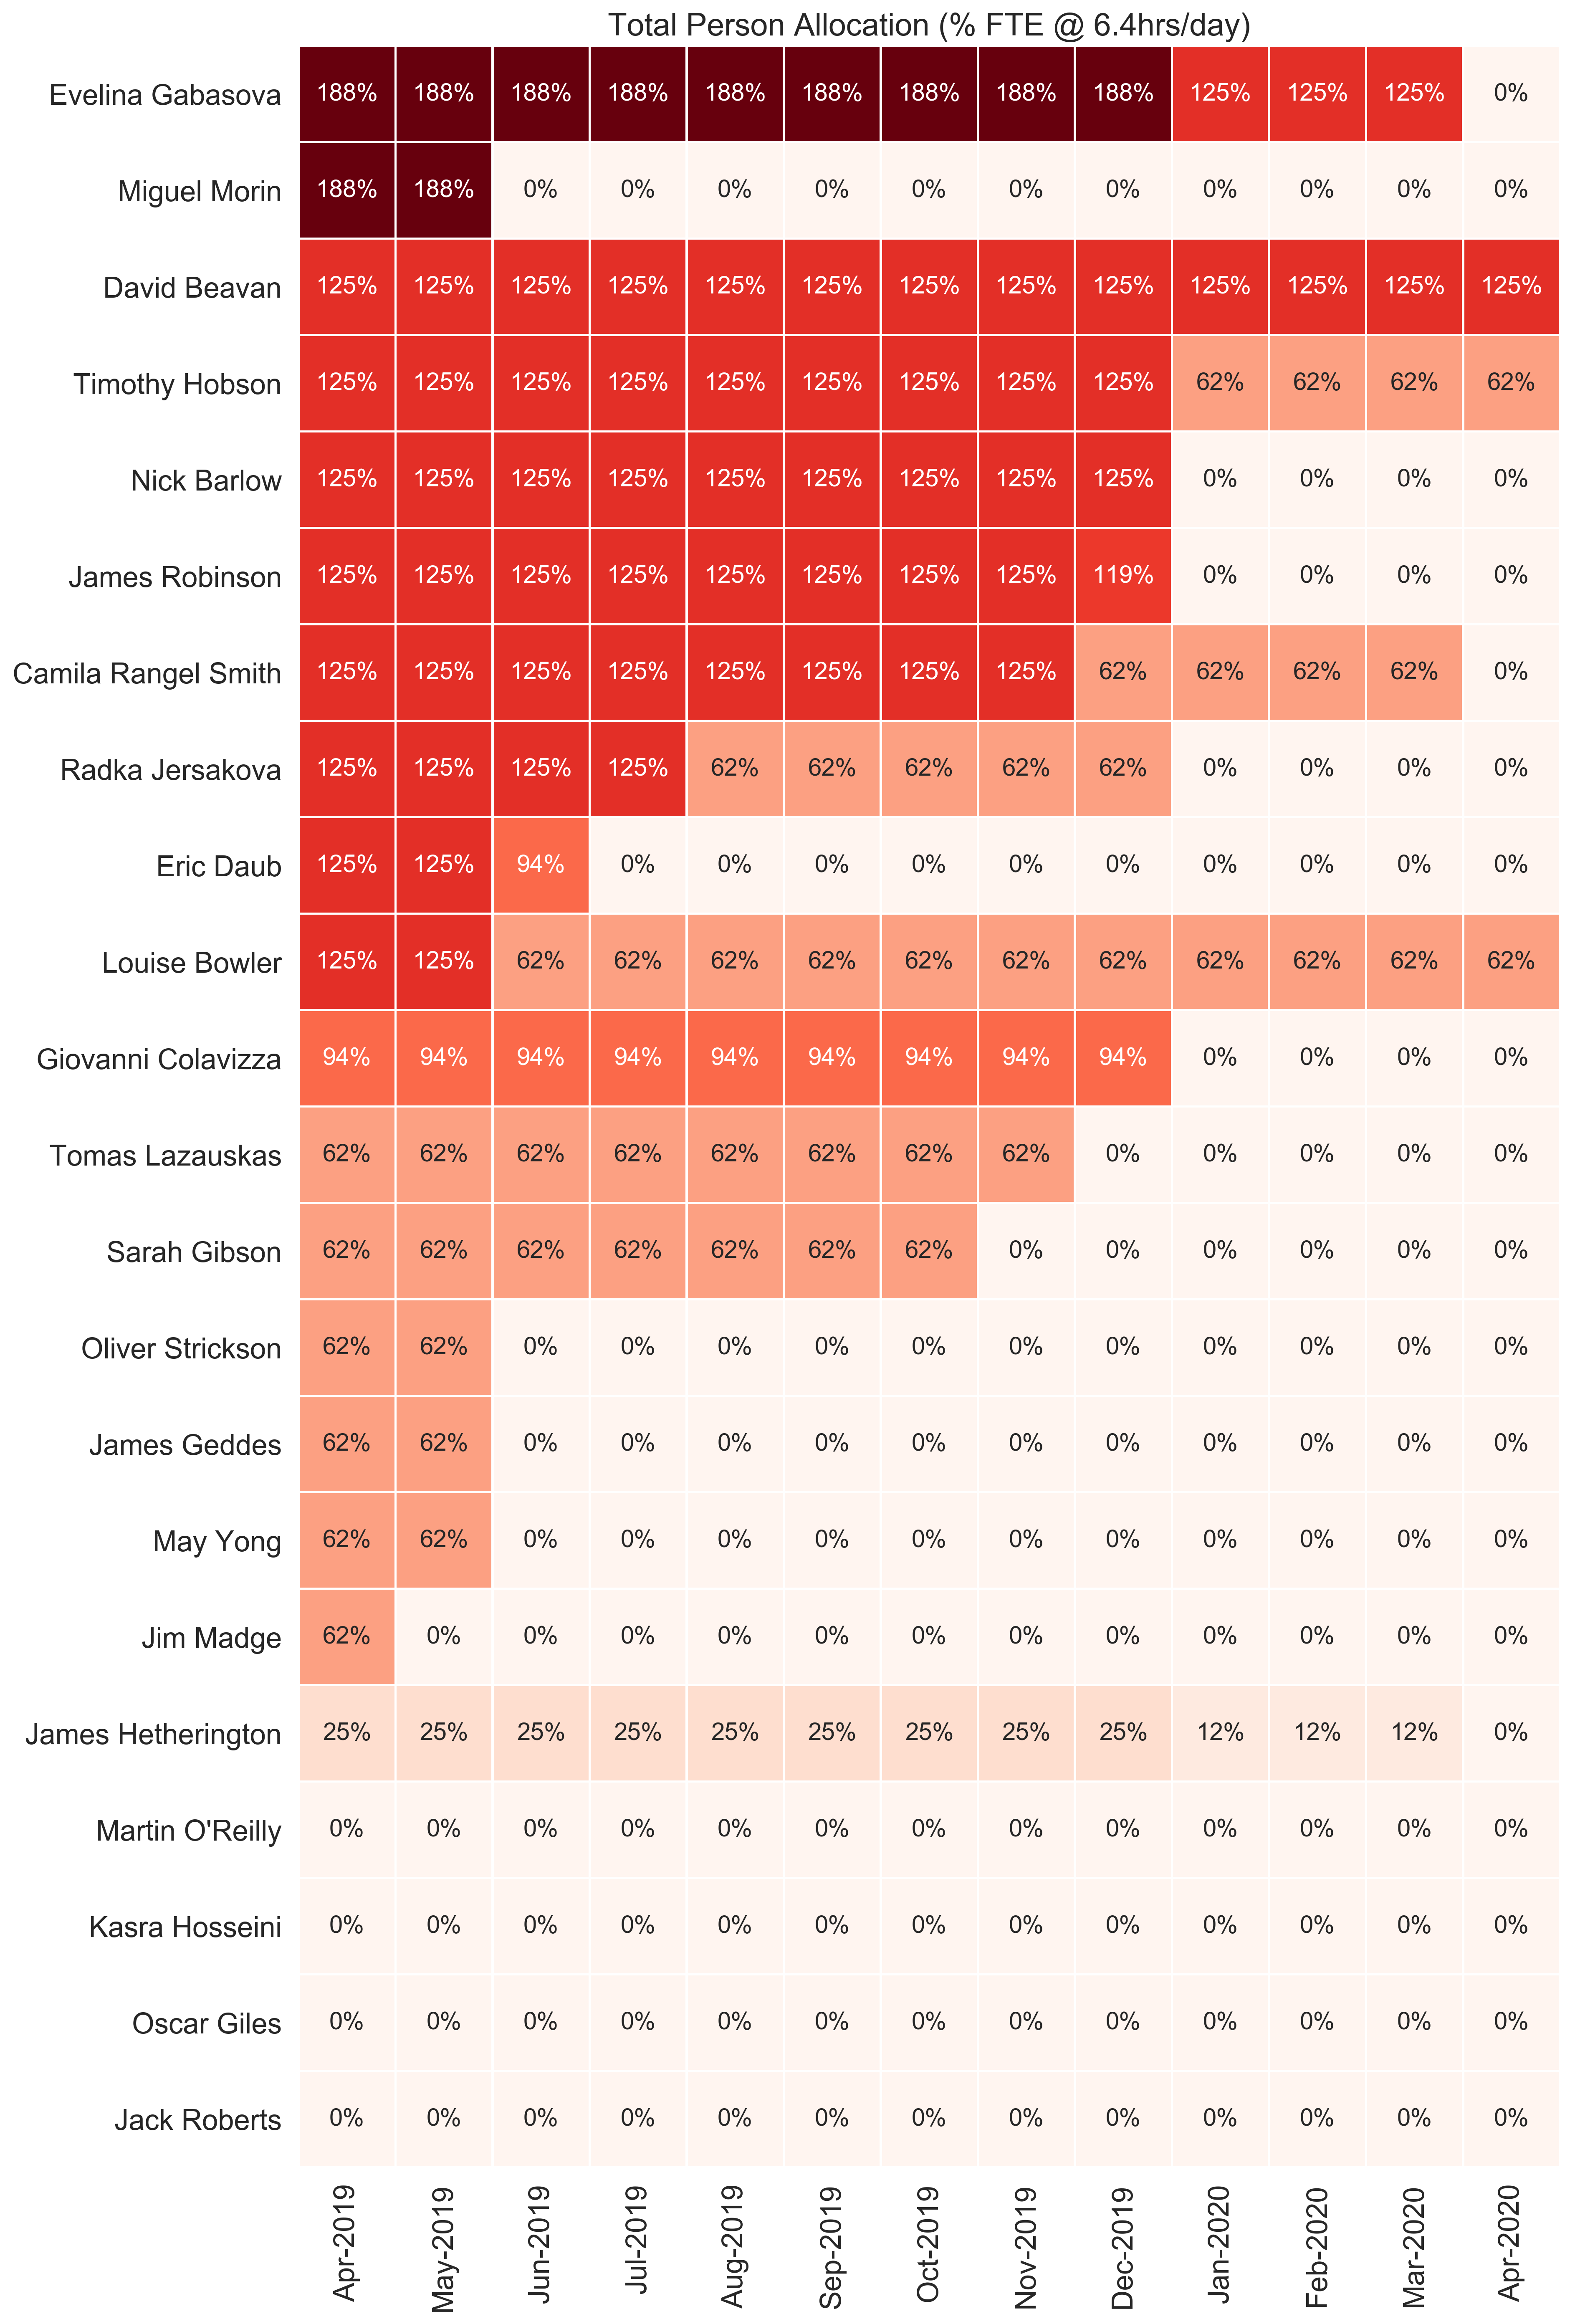 Total Person Allocation (% FTE @ 6.4hrs/day)
Evelina Gabasova 188% 188% 188% 188% 188% 188% 188% 188% 188% 125% 125% 125% 0%
Miguel Morin 188% 188% 0% 0% 0% 0% 0% 0% 0% 0% 0% 0% 0%
David Beavan 125% 125% 125% 125% 125% 125% 125% 125% 125% 125% 125% 125% 125%
Timothy Hobson 125% 125% 125% 125% 125% 125% 125% 125% 125% 62% 62% 62% 62%
Nick Barlow 125% 125% 125% 125% 125% 125% 125% 125% 125% 0% 0% 0% 0%
James Robinson 125% 125% 125% 125% 125% 125% 125% 125% 119% 0% 0% 0% 0%
Camila Rangel Smith 125% 125% 125% 125% 125% 125% 125% 125% 62% 62% 62% 62% 0%
Radka Jersakova 125% 125% 125% 125% 62% 62% 62% 62% 62% 0% 0% 0% 0%
Eric Daub 125% 125% 94% 0% 0% 0% 0% 0% 0% 0% 0% 0% 0%
Louise Bowler 125% 125% 62% 62% 62% 62% 62% 62% 62% 62% 62% 62% 62%
Giovanni Colavizza 94% 94% 94% 94% 94% 94% 94% 94% 94% 0% 0% 0% 0%
Tomas Lazauskas 62% 62% 62% 62% 62% 62% 62% 62% 0% 0% 0% 0% 0%
Sarah Gibson 62% 62% 62% 62% 62% 62% 62% 0% 0% 0% 0% 0% 0%
Oliver Strickson 62% 62% 0% 0% 0% 0% 0% 0% 0% 0% 0% 0% 0%
James Geddes 62% 62% 0% 0% 0% 0% 0% 0% 0% 0% 0% 0% 0%
May Yong 62% 62% 0% 0% 0% 0% 0% 0% 0% 0% 0% 0% 0%
Jim Madge 62% 0% 0% 0% 0% 0% 0% 0% 0% 0% 0% 0% 0%
James Hetherington 25% 25% 25% 25% 25% 25% 25% 25% 25% 12% 12% 12% 0%
Martin O'Reilly 0% 0% 0% 0% 0% 0% 0% 0% 0% 0% 0% 0% 0%
Kasra Hosseini 0% 0% 0% 0% 0% 0% 0% 0% 0% 0% 0% 0% 0%
Oscar Giles 0% 0% 0% 0% 0% 0% 0% 0% 0% 0% 0% 0% 0%
Jack Roberts 0% 0% 0% 0% 0% 0% 0% 0% 0% 0% 0% 0% 0%
Apr-2019 May-2019 Jun-2019 Jul-2019 Aug-2019 Sep-2019 Oct-2019 Nov-2019 Dec-2019 Jan-2020 Feb-2020 Mar-2020 Apr-2020